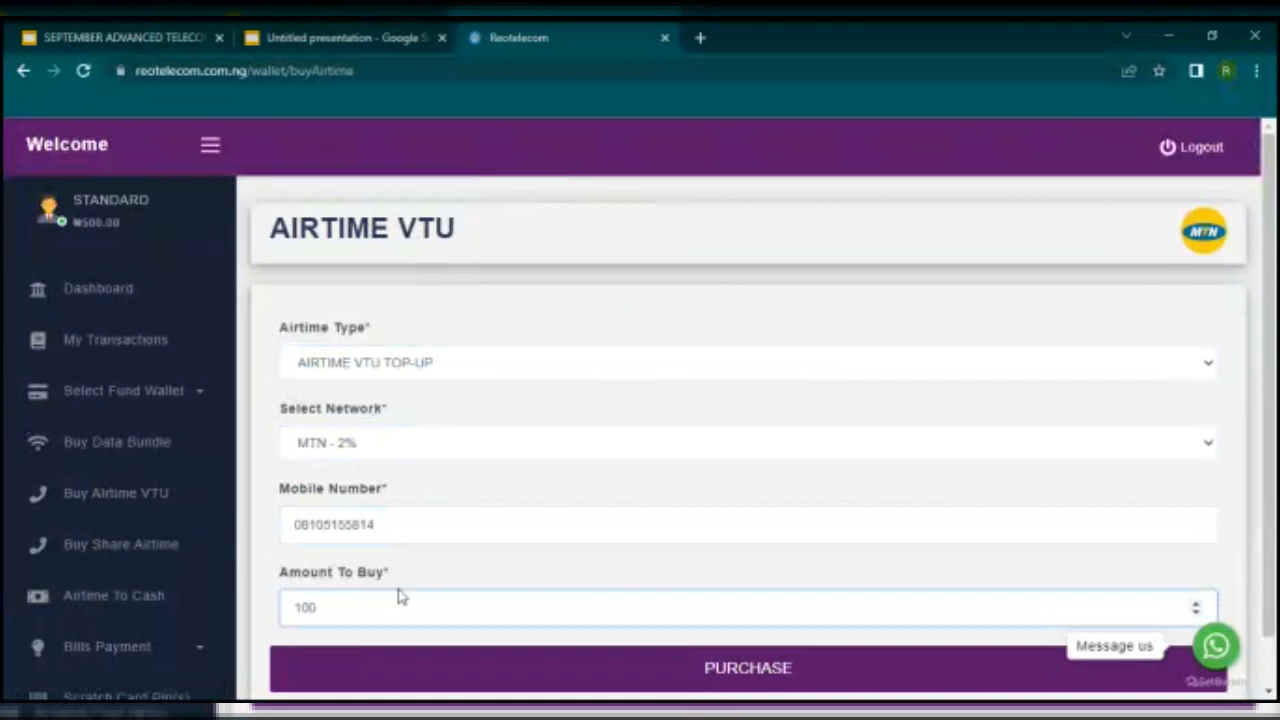 SEPTEMBER ADVANCED TELECO
Untitled presentation - Google S
Reotelecom
reotelecom.com.ng/wallet/buyAirtime
R
Welcome
Logout
STANDARD
₦500.00
AIRTIME VTU
MTN
Dashboard
My Transactions
Select Fund Wallet
Buy Data Bundle
Buy Airtime VTU
Buy Share Airtime
Airtime To Cash
Bills Payment
Scratch Card Pin(s)
Airtime Type*
AIRTIME VTU TOP-UP
Select Network*
MTN - 2%
Mobile Number*
08105155814
Amount To Buy*
100
Message us
PURCHASE